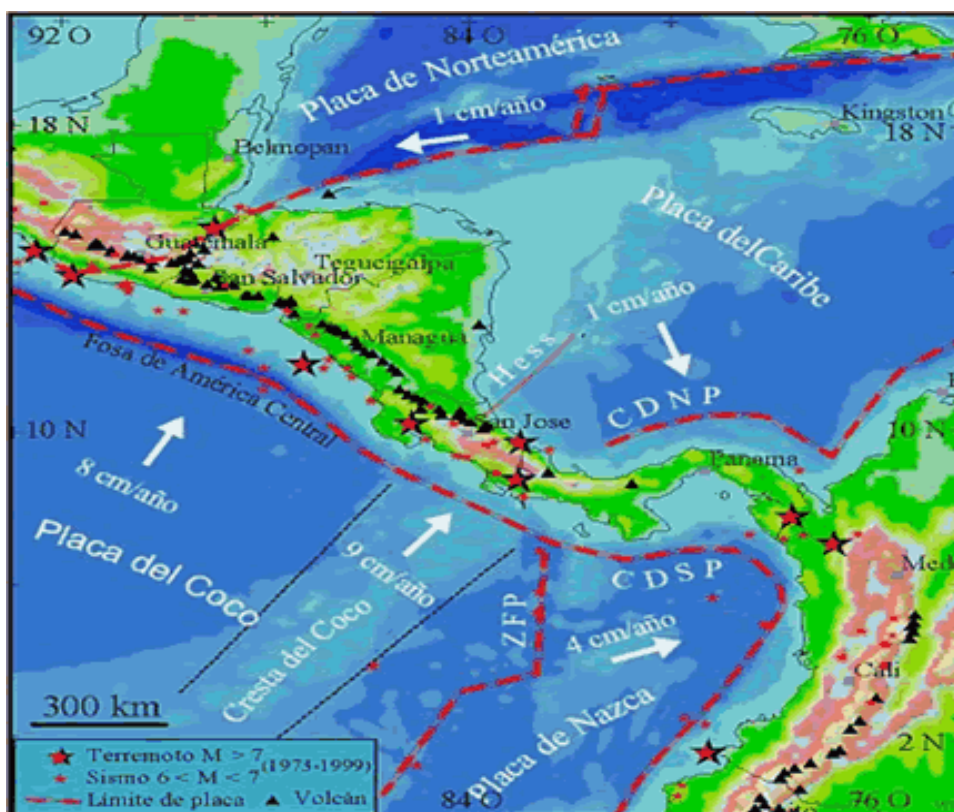 92 O
84 O
76 O
Placa de Norteamérica
1 cm/año
18 N
Kingston
18 N
Belmopan
Placa del Caribe
Guatemala
Tegucigalpa
San Salvador
1 cm/año
Managua
Hess
Fosa de América Central
CDNP
San Jose
10 N
10 N
Panama
8 cm/año
Placa del Coco
9 cm/año
CDSP
Med
ZFP
4 cm/año
Cresta del Coco
Cali
Placa de Nazca
300 km
2 N
Terremoto M > 7 (1975-1999)
Sismo 6 < M < 7
Límite de placa
Volcán
84 O
76 O